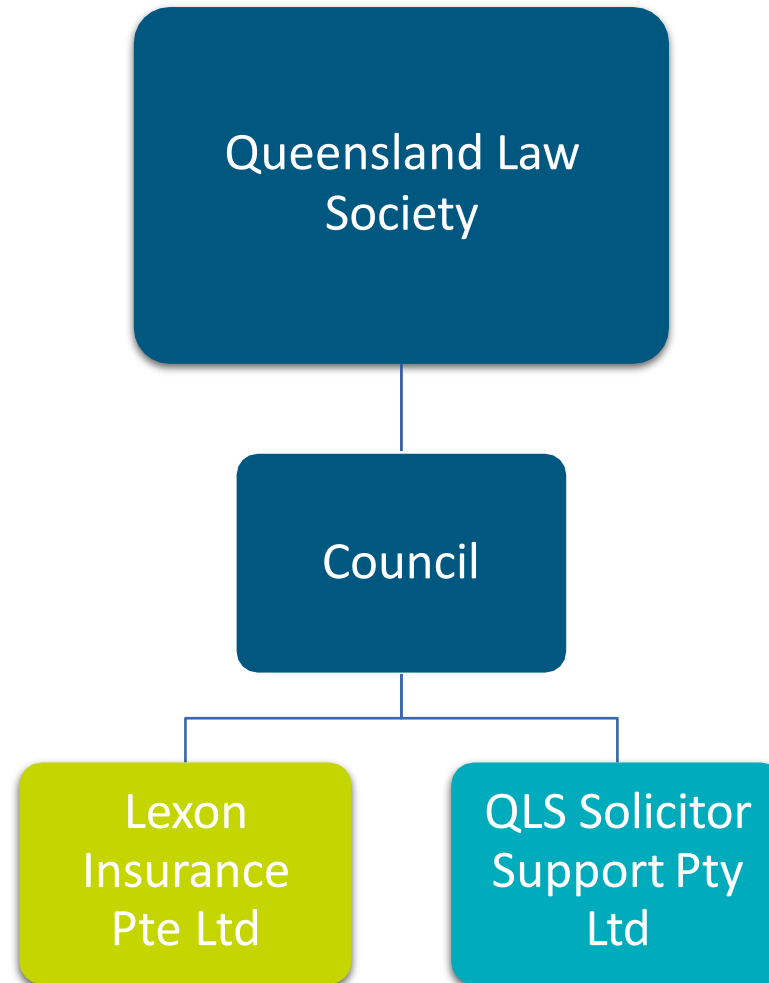 Queensland Law
Society
Council
Lexon
Insurance
Pte Ltd
QLS Solicitor
Support Pty
Ltd